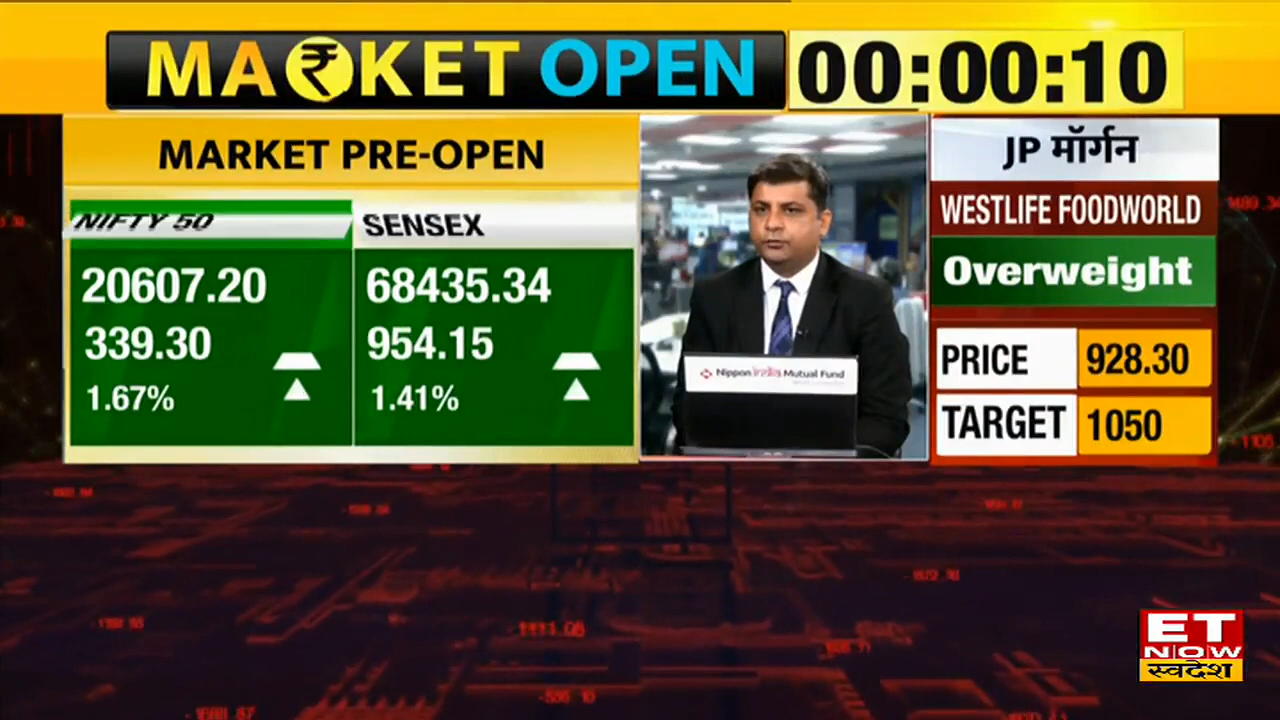 MA₹KET OPEN 00:00:10
MARKET PRE-OPEN
NIFTY 50
20607.20
339.30
1.67%
SENSEX
68435.34
954.15
1.41%
Nippon india Mutual Fund
JP मॉर्गन
WESTLIFE FOODWORLD
Overweight
PRICE 928.30
TARGET 1050
ET
NOW
स्वदेश